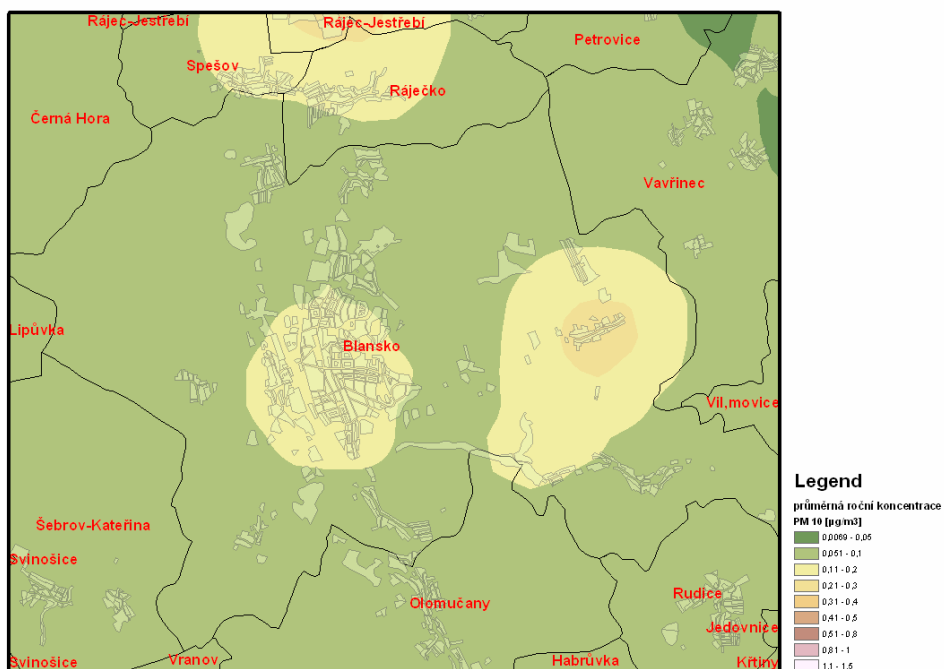 Rájec-Jestřebí
Rájec-Jestřebí
Petrovice
Spešov
Ráječko
Černá Hora
Vavřinec
Lipůvka
Blansko
Vil,movice
Šebrov-Kateřina
Svinošice
Rudice
Olomučany
Jedovnice
Svinošice
Vranov
Habrůvka
Křtiny
Legend
průměrná roční koncentrace
PM 10 [µg/m3]
0,0069 - 0,05
0,051 - 0,1
0,11 - 0,2
0,21 - 0,3
0,31 - 0,4
0,41 - 0,5
0,51 - 0,8
0,81 - 1
1,1 - 1,5